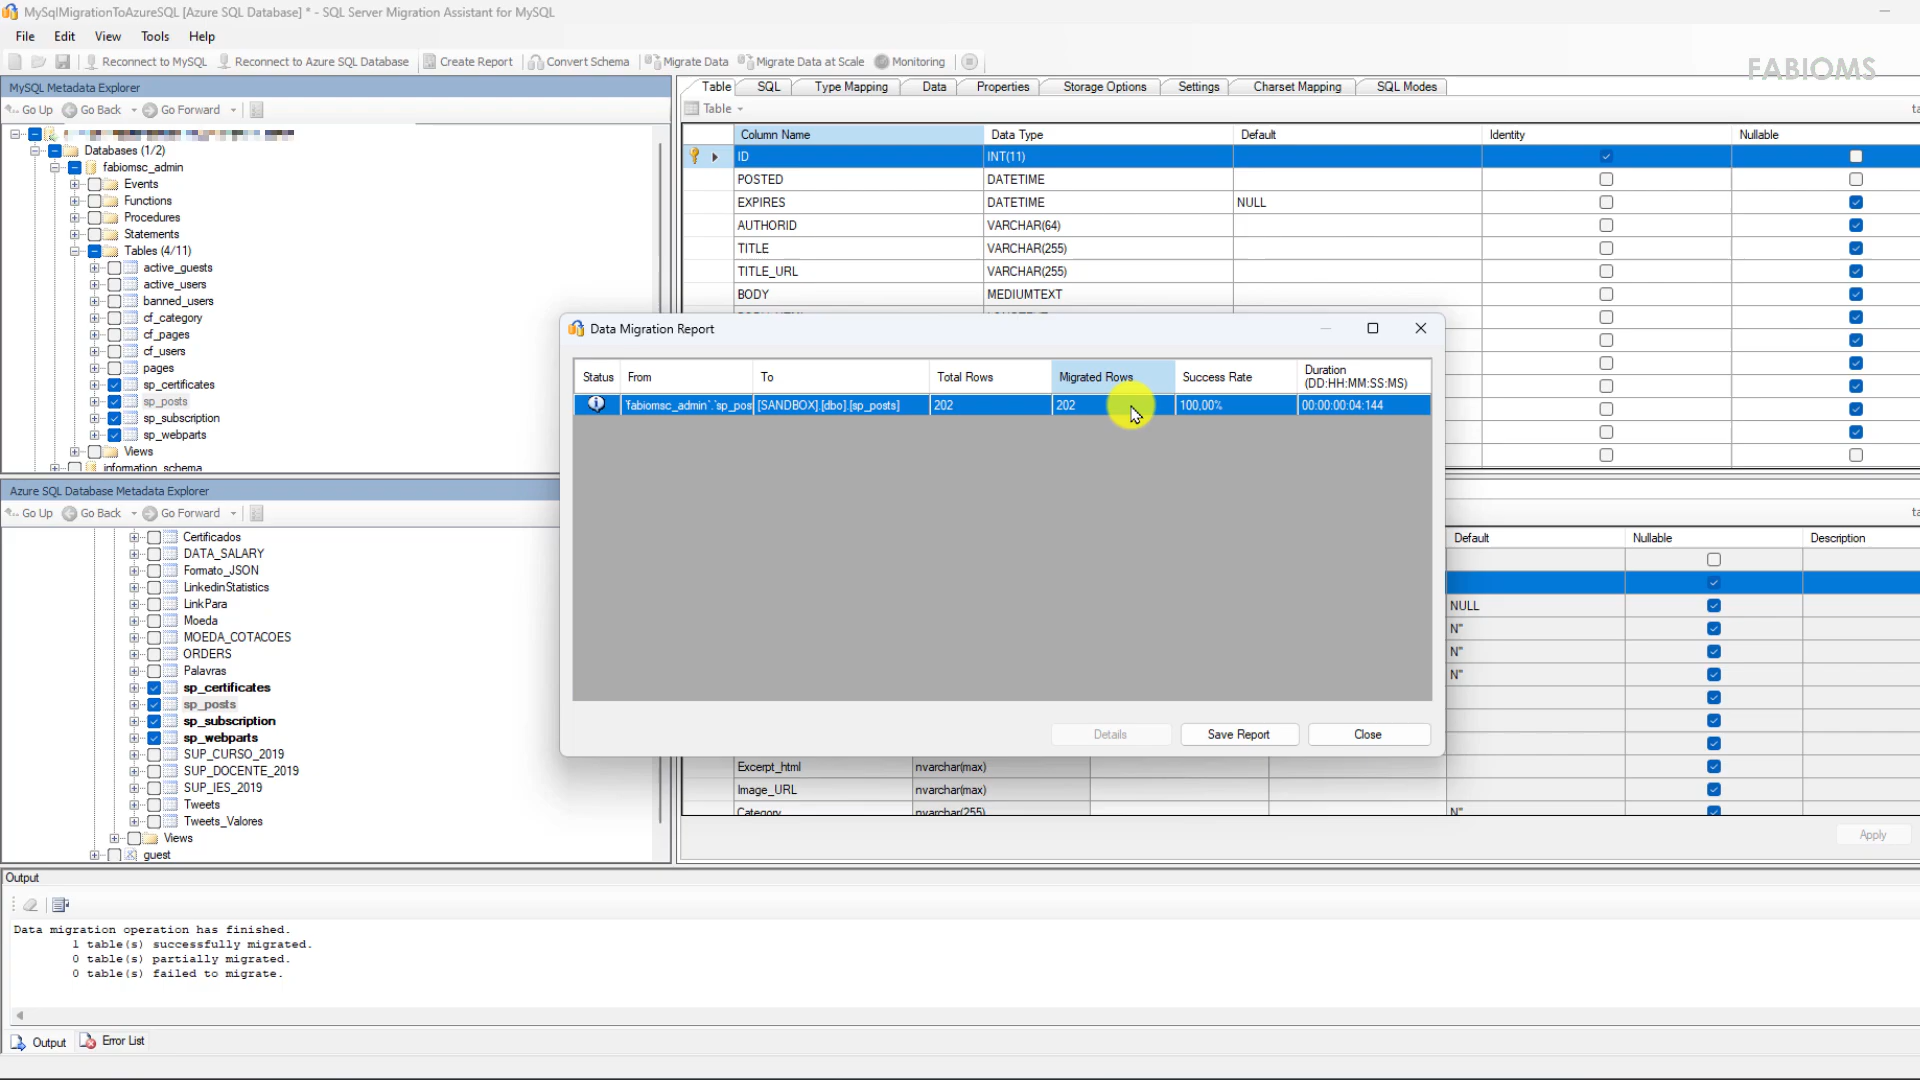 MySqlMigrationToAzureSQL [Azure SQL Database] * - SQL Server Migration Assistant for MySQL
File Edit View Tools Help
Reconnect to MySQL Reconnect to Azure SQL Database Create Report Convert Schema Migrate Data Migrate Data at Scale Monitoring
FABIOMS
MySQL Metadata Explorer
Go Up Go Back Go Forward
Databases (1/2)
fabiomsc_admin
Events
Functions
Procedures
Statements
Tables (4/11)
active_guests
active_users
banned_users
cf_category
cf_pages
cf_users
pages
sp_certificates
sp_posts
sp_subscription
sp_webparts
Views
information_schema
Table SQL Type Mapping Data Properties Storage Options Settings Charset Mapping SQL Modes
Table
Column Name Data Type Default Identity Nullable
ID INT(11)
POSTED DATETIME
EXPIRES DATETIME NULL
AUTHORID VARCHAR(64)
TITLE VARCHAR(255)
TITLE_URL VARCHAR(255)
BODY MEDIUMTEXT
Data Migration Report
Status From To Total Rows Migrated Rows Success Rate Duration (DD:HH:MM:SS:MS)
`fabiomsc_admin`.`sp_pos [SANDBOX].[dbo].[sp_posts] 202 202 100,00% 00:00:00:04:144
Details Save Report Close
Azure SQL Database Metadata Explorer
Go Up Go Back Go Forward
Certificados
DATA_SALARY
Formato_JSON
LinkedinStatistics
LinkPara
Moeda
MOEDA_COTACOES
ORDERS
Palavras
sp_certificates
sp_posts
sp_subscription
sp_webparts
SUP_CURSO_2019
SUP_DOCENTE_2019
SUP_IES_2019
Tweets
Tweets_Valores
Views
guest
Default Nullable Description
NULL
N''
N''
N''
Excerpt_html nvarchar(max)
Image_URL nvarchar(max)
Category nvarchar(255) N''
Apply
Output
Data migration operation has finished.
1 table(s) successfully migrated.
0 table(s) partially migrated.
0 table(s) failed to migrate.
Output Error List